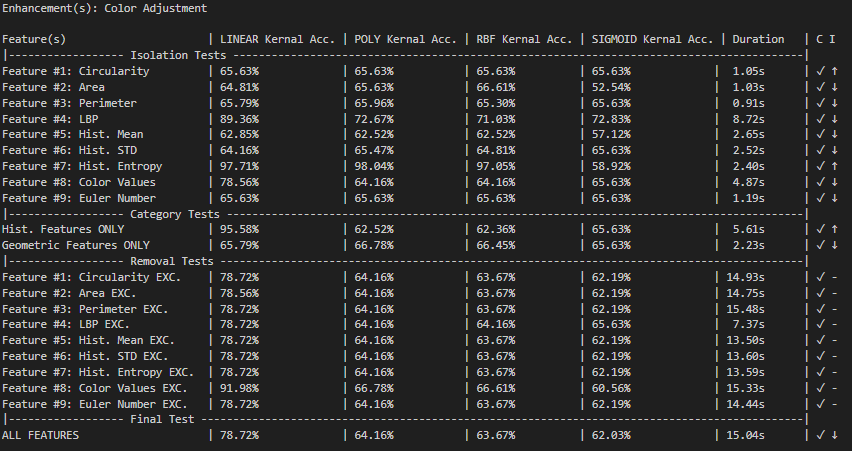 Enhancement(s): Color Adjustment
Feature(s) | LINEAR Kernal Acc. | POLY Kernal Acc. | RBF Kernal Acc. | SIGMOID Kernal Acc. | Duration | C I
|----------------- Isolation Tests ------------------------------------------------------------------------------------|
Feature #1: Circularity | 65.63% | 65.63% | 65.63% | 65.63% | 1.05s | ✓ ↑
Feature #2: Area | 64.81% | 65.63% | 66.61% | 52.54% | 1.03s | ✓ ↓
Feature #3: Perimeter | 65.79% | 65.96% | 65.30% | 65.63% | 0.91s | ✓ ↓
Feature #4: LBP | 89.36% | 72.67% | 71.03% | 72.83% | 8.72s | ✓ ↓
Feature #5: Hist. Mean | 62.85% | 62.52% | 62.52% | 57.12% | 2.65s | ✓ ↓
Feature #6: Hist. STD | 64.16% | 65.47% | 64.81% | 65.63% | 2.52s | ✓ ↓
Feature #7: Hist. Entropy | 97.71% | 98.04% | 97.05% | 58.92% | 2.40s | ✓ ↑
Feature #8: Color Values | 78.56% | 64.16% | 64.16% | 65.63% | 4.87s | ✓ ↓
Feature #9: Euler Number | 65.63% | 65.63% | 65.63% | 65.63% | 1.19s | ✓ ↓
|----------------- Category Tests -------------------------------------------------------------------------------------|
Hist. Features ONLY | 95.58% | 62.52% | 62.36% | 65.63% | 5.61s | ✓ ↑
Geometric Features ONLY | 65.79% | 66.78% | 66.45% | 65.63% | 2.23s | ✓ ↓
|----------------- Removal Tests --------------------------------------------------------------------------------------|
Feature #1: Circularity EXC. | 78.72% | 64.16% | 63.67% | 62.19% | 14.93s | ✓ -
Feature #2: Area EXC. | 78.56% | 64.16% | 63.67% | 62.19% | 14.75s | ✓ -
Feature #3: Perimeter EXC. | 78.72% | 64.16% | 63.67% | 62.19% | 15.48s | ✓ -
Feature #4: LBP EXC. | 78.72% | 64.16% | 64.16% | 65.63% | 7.37s | ✓ -
Feature #5: Hist. Mean EXC. | 78.72% | 64.16% | 63.67% | 62.19% | 13.50s | ✓ -
Feature #6: Hist. STD EXC. | 78.72% | 64.16% | 63.67% | 62.19% | 13.60s | ✓ -
Feature #7: Hist. Entropy EXC. | 78.72% | 64.16% | 63.67% | 62.19% | 13.59s | ✓ -
Feature #8: Color Values EXC. | 91.98% | 66.78% | 66.61% | 60.56% | 15.33s | ✓ -
Feature #9: Euler Number EXC. | 78.72% | 64.16% | 63.67% | 62.19% | 14.44s | ✓ -
|----------------- Final Test -----------------------------------------------------------------------------------------|
ALL FEATURES | 78.72% | 64.16% | 63.67% | 62.03% | 15.04s | ✓ ↓